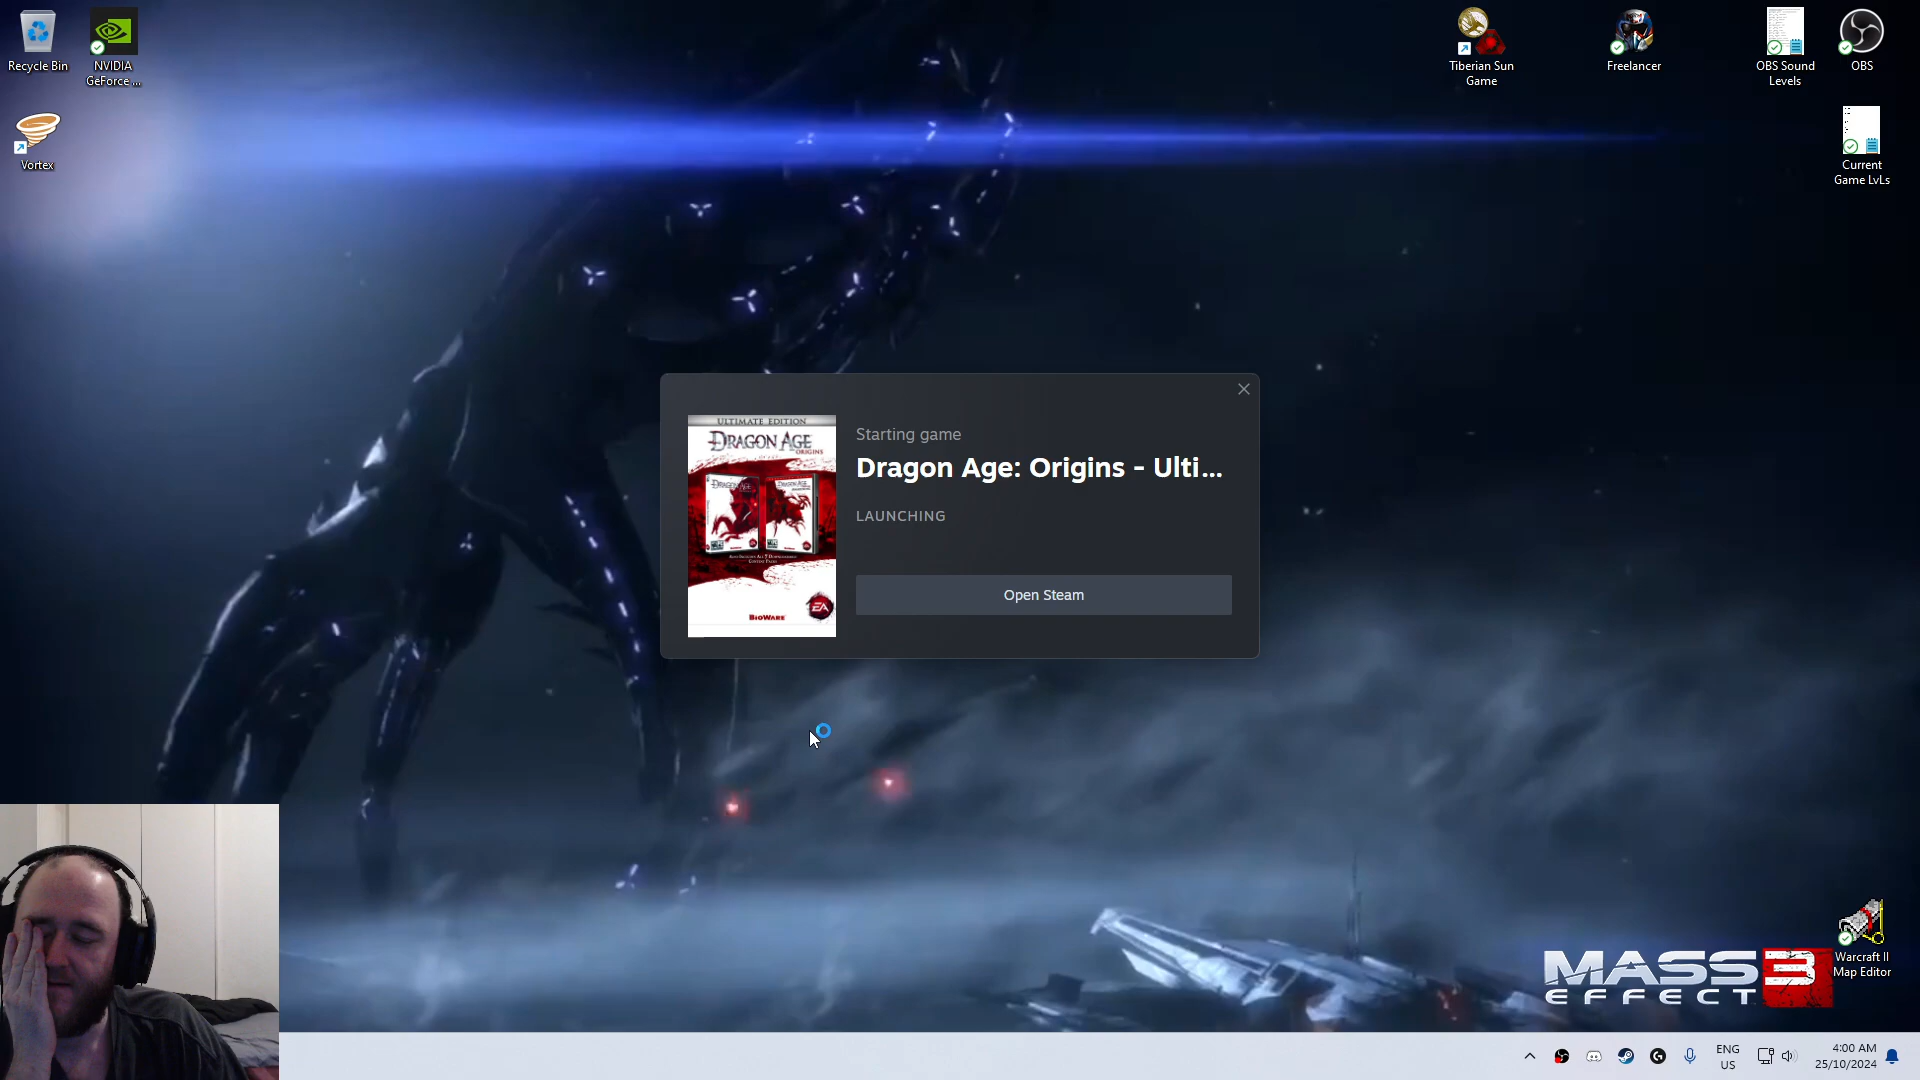 Recycle Bin
NVIDIA
GeForce ...
Vortex
Tiberian Sun
Game
Freelancer
OBS Sound
Levels
OBS
Current
Game LvLs
ULTIMATE EDITION
DRAGON AGE
ORIGINS
BIOWARE
EA
Starting game
Dragon Age: Origins - Ulti...
LAUNCHING
Open Steam
MASS
EFFECT
3
Warcraft II
Map Editor
ENG
US
4:00 AM
25/10/2024